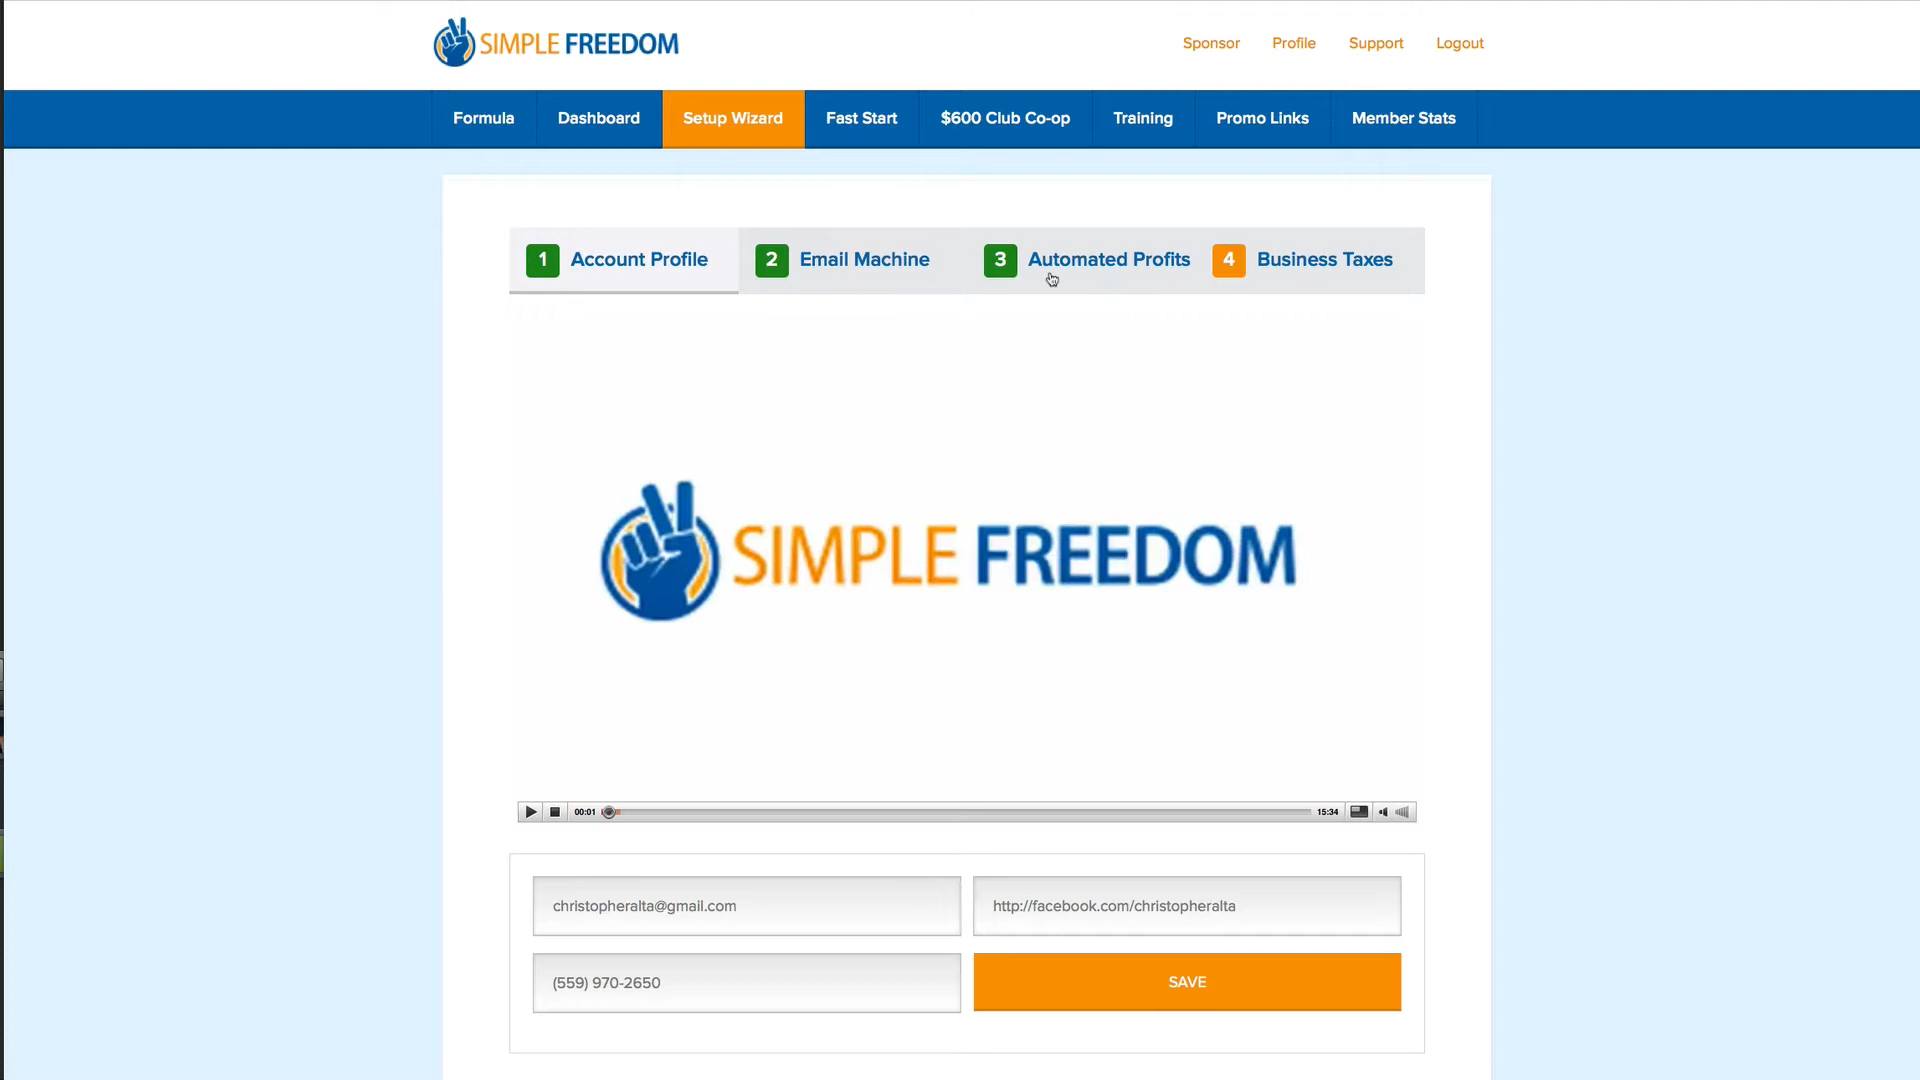 SIMPLE FREEDOM
Sponsor Profile Support Logout
Formula Dashboard Setup Wizard Fast Start $600 Club Co-op Training Promo Links Member Stats
1 Account Profile 2 Email Machine 3 Automated Profits 4 Business Taxes
SIMPLE FREEDOM
00:01 15:34
christopheralta@gmail.com http://facebook.com/christopheralta
(559) 970-2650 SAVE